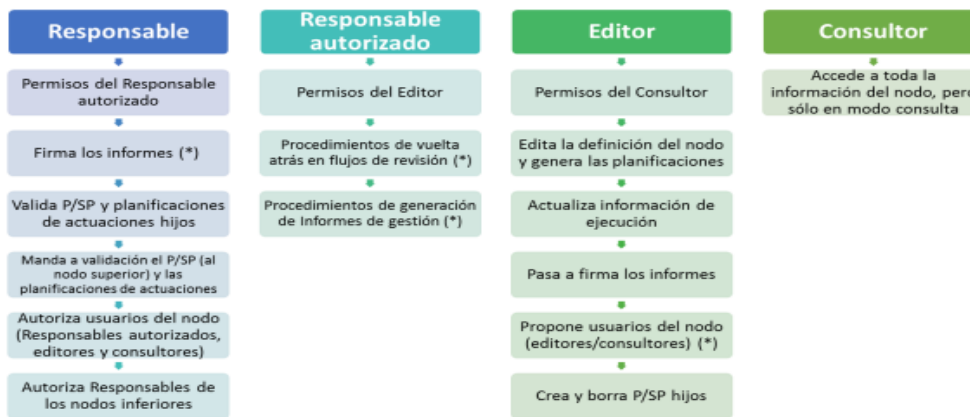 Responsable
Permisos del Responsable
autorizado
Firma los informes (*)
Valida P/SP y planificaciones
de actuaciones hijos
Manda a validación el P/SP (al
nodo superior) y las
planificaciones de actuaciones
Autoriza usuarios del nodo
(Responsables autorizados,
editores y consultores)
Autoriza Responsables de
los nodos inferiores
Responsable
autorizado
Permisos del Editor
Procedimientos de vuelta
atrás en flujos de revisión (*)
Procedimientos de generación
de Informes de gestión (*)
Editor
Permisos del Consultor
Edita la definición del nodo
y genera las planificaciones
Actualiza información de
ejecución
Pasa a firma los informes
Propone usuarios del nodo
(editores/consultores) (*)
Crea y borra P/SP hijos
Consultor
Accede a toda la
información del nodo, pero
sólo en modo consulta